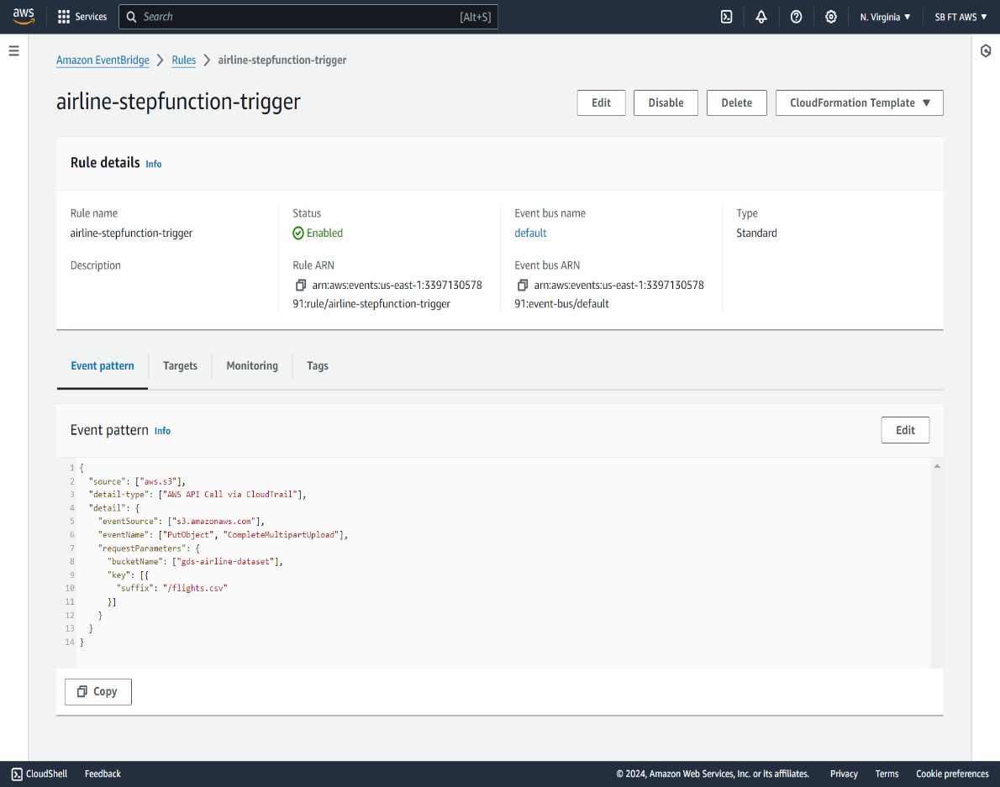 aws Services Search [Alt+S] N. Virginia ▼ SB FT AWS ▼
Amazon EventBridge > Rules > airline-stepfunction-trigger
airline-stepfunction-trigger
Edit Disable Delete CloudFormation Template ▼
Rule details Info
Rule name
airline-stepfunction-trigger
Description
Status
Enabled
Rule ARN
arn:aws:events:us-east-1:3397130578
91:rule/airline-stepfunction-trigger
Event bus name
default
Event bus ARN
arn:aws:events:us-east-1:3397130578
91:event-bus/default
Type
Standard
Event pattern Targets Monitoring Tags
Event pattern Info Edit
1 {
2 "source": ["aws.s3"],
3 "detail-type": ["AWS API Call via CloudTrail"],
4 "detail": {
5 "eventSource": ["s3.amazonaws.com"],
6 "eventName": ["PutObject", "CompleteMultipartUpload"],
7 "requestParameters": {
8 "bucketName": ["gds-airline-dataset"],
9 "key": [{
10 "suffix": "/flights.csv"
11 }]
12 }
13 }
14 }
Copy
CloudShell Feedback © 2024, Amazon Web Services, Inc. or its affiliates. Privacy Terms Cookie preferences